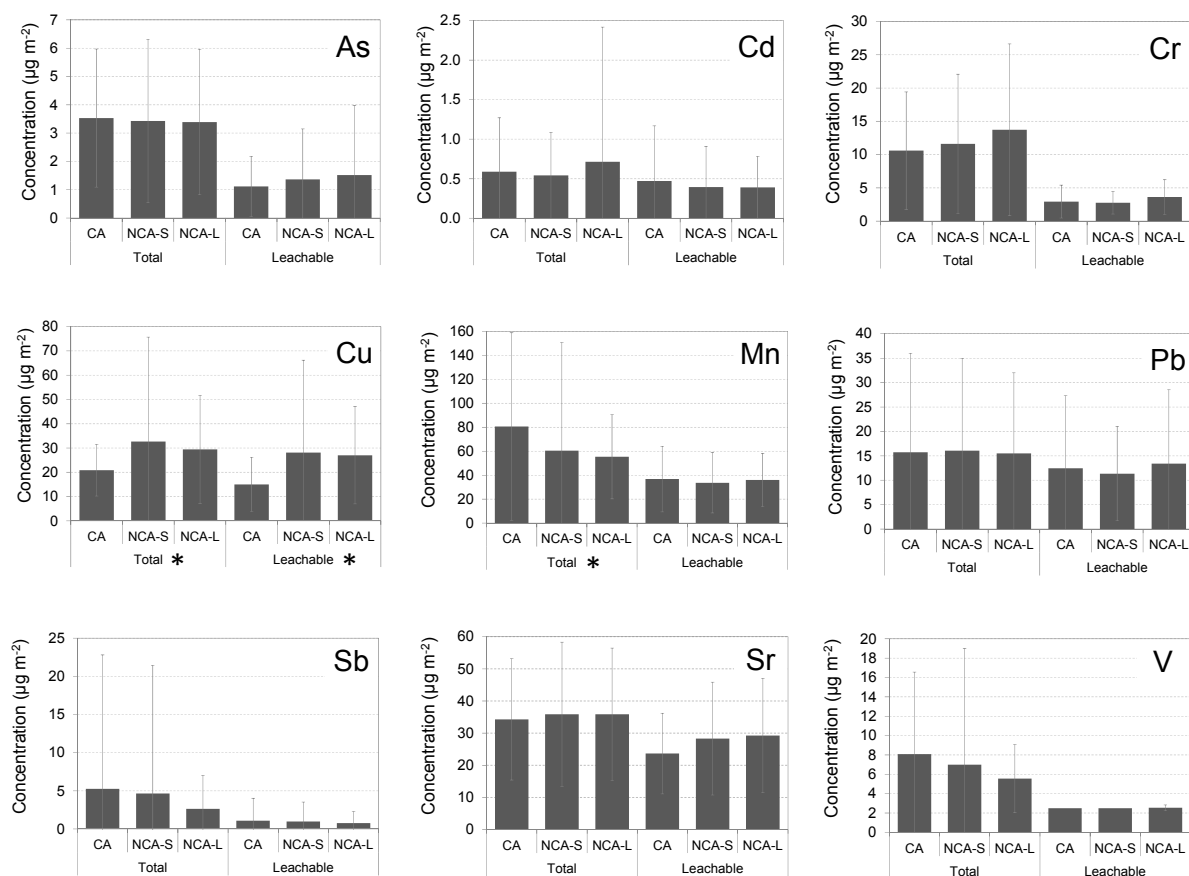 As
Concentration (µg m-2)
7
6
5
4
3
2
1
0
CA NCA-S NCA-L CA NCA-S NCA-L
Total Leachable
Cd
Concentration (µg m-2)
2.5
2.0
1.5
1.0
0.5
0.0
CA NCA-S NCA-L CA NCA-S NCA-L
Total Leachable
Cr
Concentration (µg m-2)
30
25
20
15
10
5
0
CA NCA-S NCA-L CA NCA-S NCA-L
Total Leachable
Cu
Concentration (µg m-2)
80
70
60
50
40
30
20
10
0
CA NCA-S NCA-L CA NCA-S NCA-L
Total * Leachable *
Mn
Concentration (µg m-2)
160
140
120
100
80
60
40
20
0
CA NCA-S NCA-L CA NCA-S NCA-L
Total * Leachable
Pb
Concentration (µg m-2)
40
35
30
25
20
15
10
5
0
CA NCA-S NCA-L CA NCA-S NCA-L
Total Leachable
Sb
Concentration (µg m-2)
25
20
15
10
5
0
CA NCA-S NCA-L CA NCA-S NCA-L
Total Leachable
Sr
Concentration (µg m-2)
60
50
40
30
20
10
0
CA NCA-S NCA-L CA NCA-S NCA-L
Total Leachable
V
Concentration (µg m-2)
20
18
16
14
12
10
8
6
4
2
0
CA NCA-S NCA-L CA NCA-S NCA-L
Total Leachable